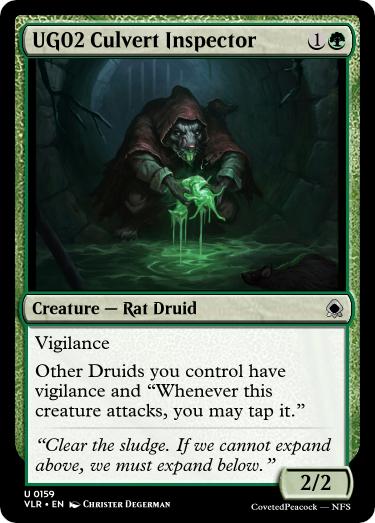 UG02 Culvert Inspector 1
Creature — Rat Druid
Vigilance
Other Druids you control have
vigilance and “Whenever this
creature attacks, you may tap it.”
“Clear the sludge. If we cannot expand
above, we must expand below.”
2/2
U 0159
VLR • EN Christer Degerman
CovetedPeacock — NFS